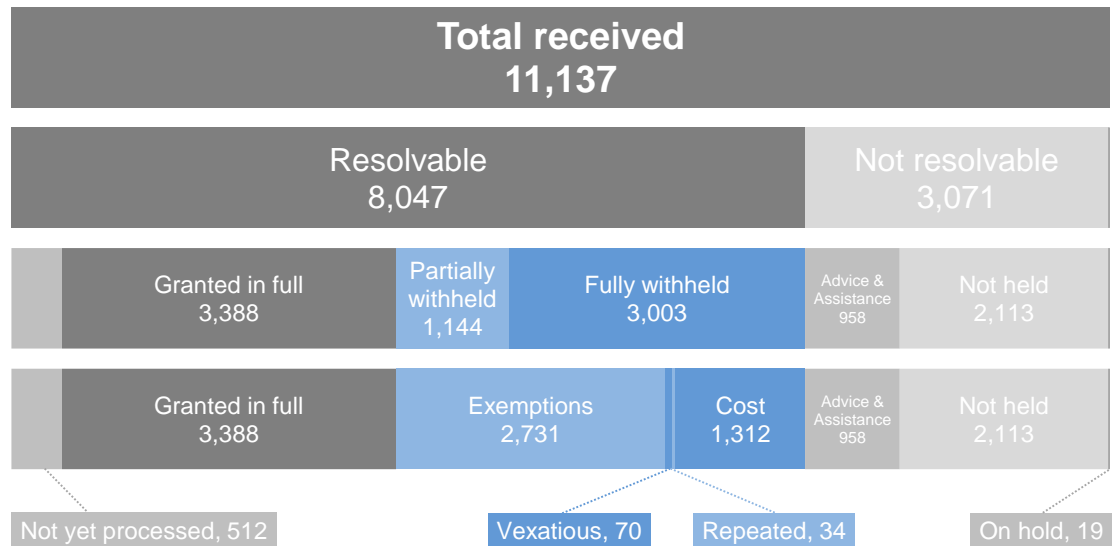 Total received
11,137
Resolvable
8,047
Not resolvable
3,071
Granted in full
3,388
Partially
withheld
1,144
Fully withheld
3,003
Advice &
Assistance
958
Not held
2,113
Granted in full
3,388
Exemptions
2,731
Cost
1,312
Advice &
Assistance
958
Not held
2,113
Not yet processed, 512
Vexatious, 70
Repeated, 34
On hold, 19